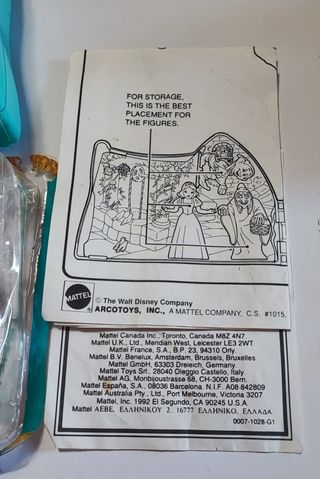 FOR STORAGE,
THIS IS THE BEST
PLACEMENT FOR
THE FIGURES.
MATTEL
® © The Walt Disney Company
ARCOTOYS, INC., A MATTEL COMPANY, C.S. #1015,
Mattel Canada Inc., Toronto, Canada M8Z 4N7.
Mattel U.K., Ltd., Meridian West, Leicester LE3 2WT.
Mattel France, S.A., B.P. 23, 94310 Orly.
Mattel B.V. Benelux, Amsterdam, Brussels, Bruxelles.
Mattel GmbH, 63303 Dreieich, Germany.
Mattel Toys Srl., 28040 Oleggio Castello, Italy.
Mattel AG, Monbijoustrasse 68, CH-3000 Bern.
Mattel España, S.A., 08036 Barcelona. N.I.F. A08-842809
Mattel Australia Pty., Ltd., Port Melbourne, Victoria 3207
Mattel, Inc. 1992 El Segundo, CA 90245 U.S.A.
Mattel AEBE, ΕΛΛΗΝΙΚΟΥ 2, 16777 ΕΛΛΗΝΙΚΟ, ΕΛΛΑΔΑ
0007-1028-G1